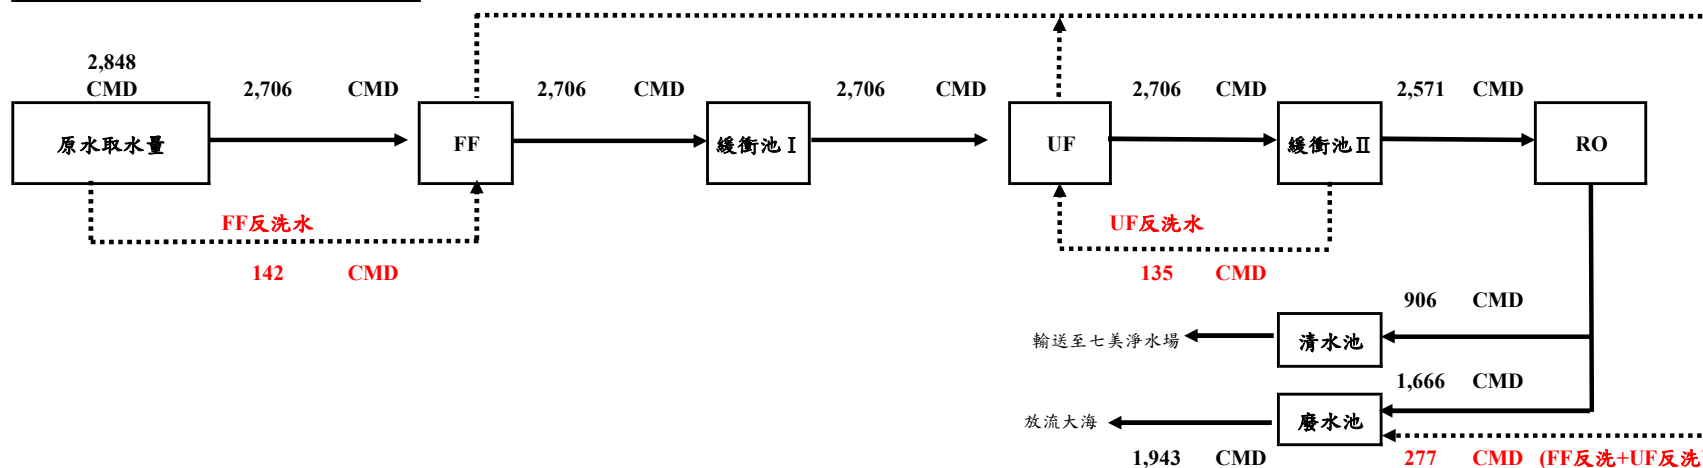 2,848
CMD
2,706 CMD
2,706 CMD
2,706 CMD
2,706 CMD
2,571 CMD
原水取水量
FF
緩衝池 I
UF
緩衝池 II
RO
FF反洗水
142 CMD
UF反洗水
135 CMD
906 CMD
輸送至七美淨水場
清水池
1,666 CMD
放流大海
廢水池
1,943 CMD
277 CMD (FF反洗+UF反洗